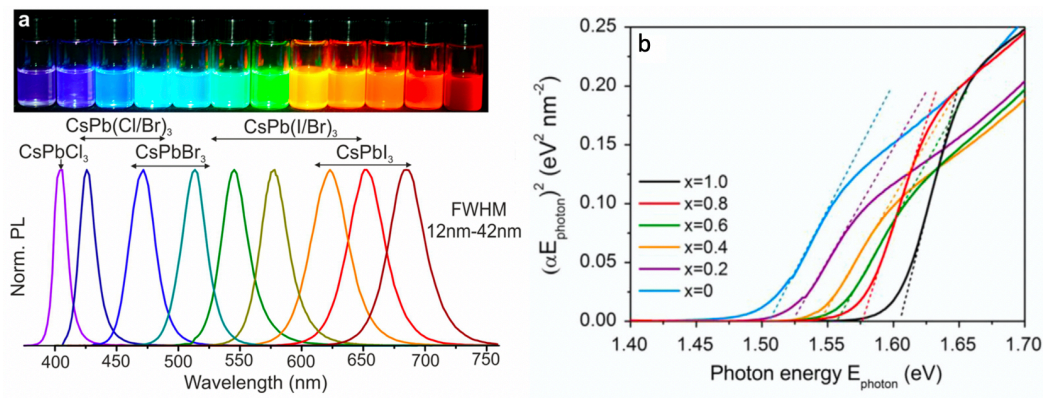 a
CsPb(Cl/Br)₃
CsPb(I/Br)₃
CsPbCl₃
CsPbBr₃
CsPbI₃
FWHM
12nm-42nm
Norm. PL
400 450 500 550 600 650 700 750
Wavelength (nm)
b
(αE_photon)² (eV² nm⁻²)
0.25
0.20
0.15
0.10
0.05
0.00
x=1.0
x=0.8
x=0.6
x=0.4
x=0.2
x=0
1.40 1.45 1.50 1.55 1.60 1.65 1.70
Photon energy E_photon (eV)